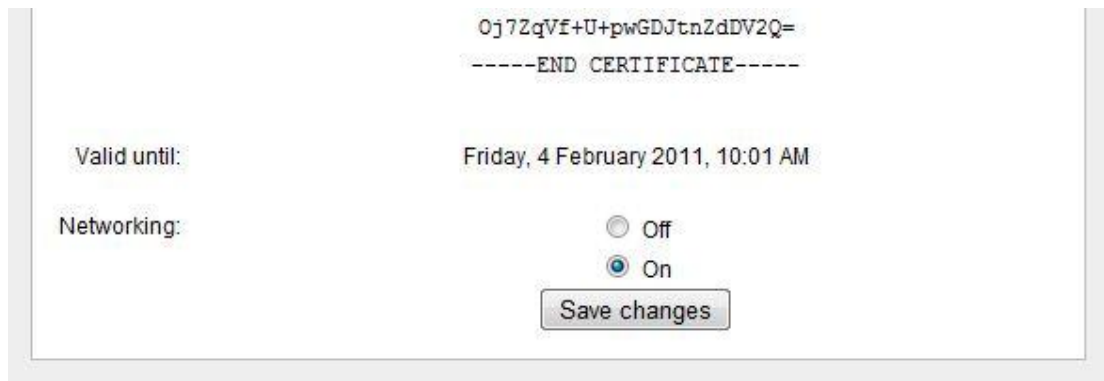 Oj7ZqVf+U+pwGDJtnZdDV2Q=
-----END CERTIFICATE-----
Valid until: Friday, 4 February 2011, 10:01 AM
Networking: Off
On
Save changes